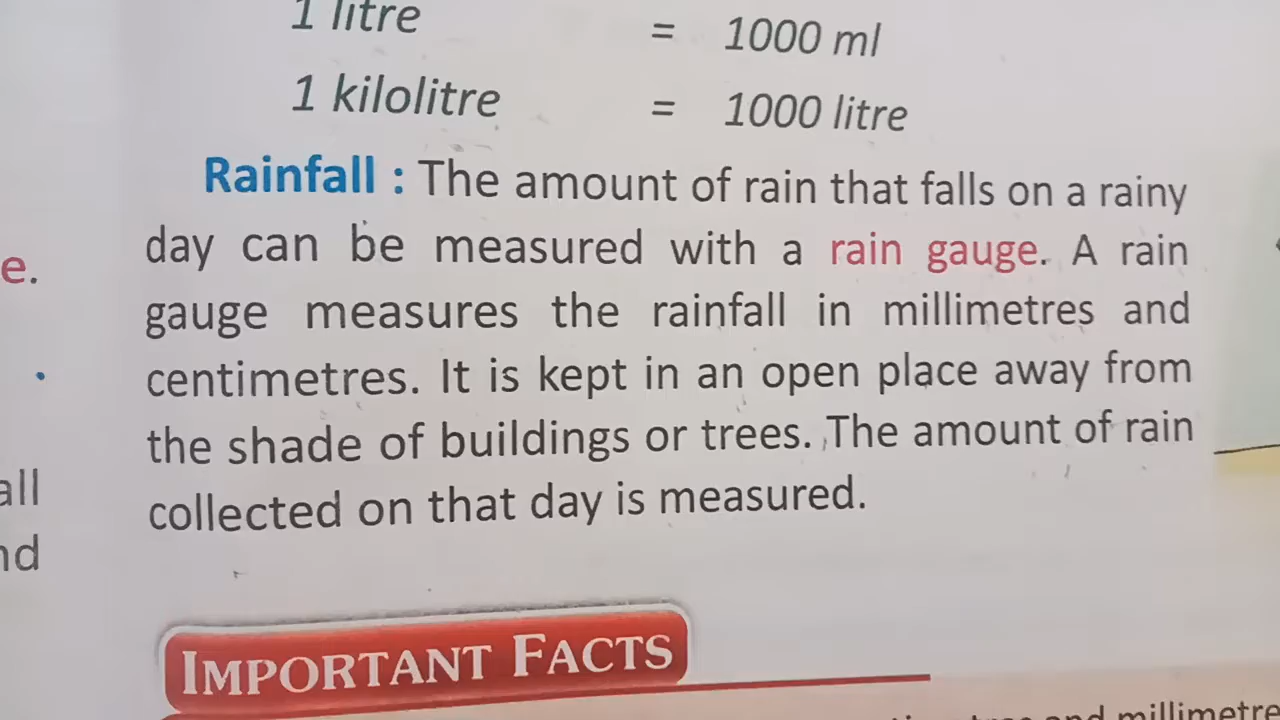 1 litre = 1000 ml
1 kilolitre = 1000 litre
Rainfall : The amount of rain that falls on a rainy
day can be measured with a rain gauge. A rain
gauge measures the rainfall in millimetres and
centimetres. It is kept in an open place away from
the shade of buildings or trees. The amount of rain
collected on that day is measured.
IMPORTANT FACTS
and millimetre